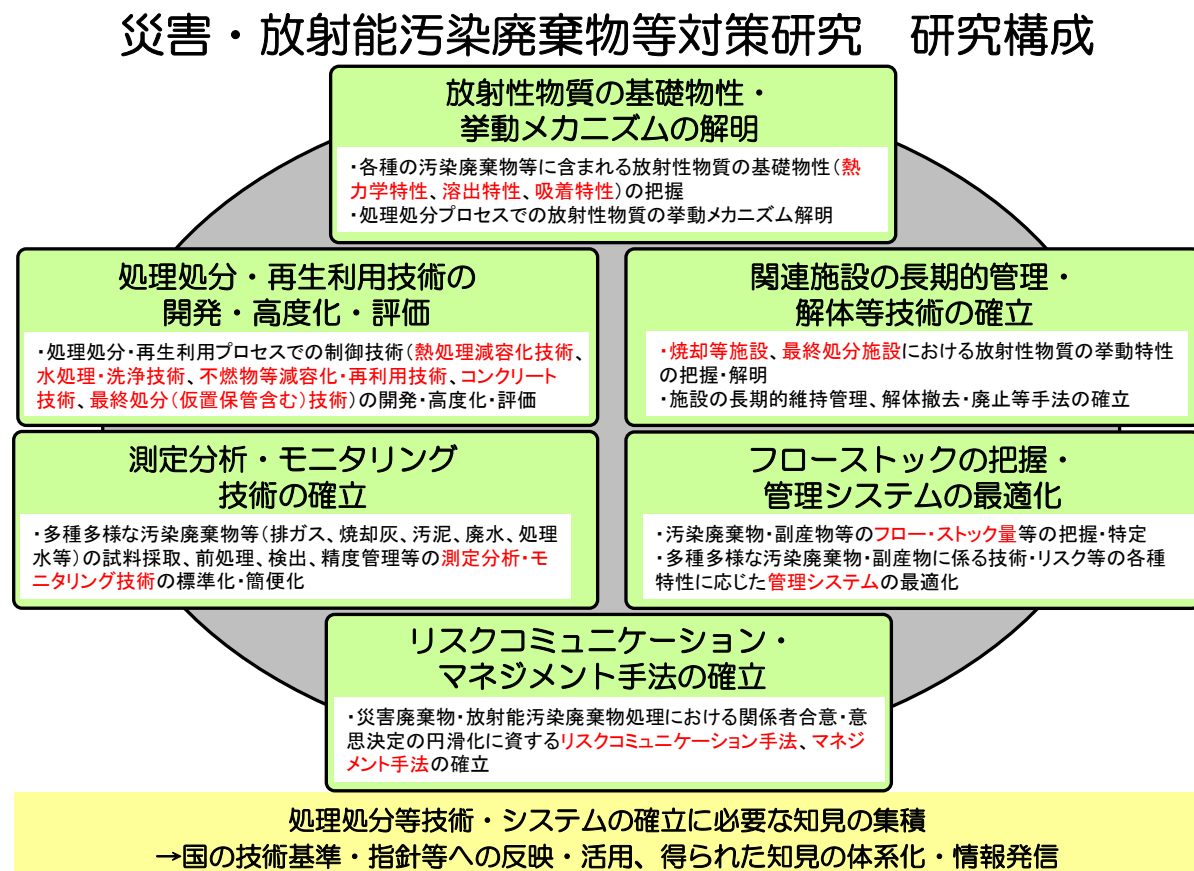 災害・放射能汚染廃棄物等対策研究　研究構成
放射性物質の基礎物性・
挙動メカニズムの解明
・各種の汚染廃棄物等に含まれる放射性物質の基礎物性(熱
力学特性、溶出特性、吸着特性)の把握
・処理処分プロセスでの放射性物質の挙動メカニズム解明
処理処分・再生利用技術の
開発・高度化・評価
・処理処分・再生利用プロセスでの制御技術(熱処理減容化技術、
水処理・洗浄技術、不燃物等減容化・再利用技術、コンクリート
技術、最終処分(仮置保管含む)技術)の開発・高度化・評価
関連施設の長期的管理・
解体等技術の確立
・焼却等施設、最終処分施設における放射性物質の挙動特性
の把握・解明
・施設の長期的維持管理、解体撤去・廃止等手法の確立
測定分析・モニタリング
技術の確立
・多種多様な汚染廃棄物等(排ガス、焼却灰、汚泥、廃水、処理
水等)の試料採取、前処理、検出、精度管理等の測定分析・モ
ニタリング技術の標準化・簡便化
フローストックの把握・
管理システムの最適化
・汚染廃棄物・副産物等のフロー・ストック量等の把握・特定
・多種多様な汚染廃棄物・副産物に係る技術・リスク等の各種
特性に応じた管理システムの最適化
リスクコミュニケーション・
マネジメント手法の確立
・災害廃棄物・放射能汚染廃棄物処理における関係者合意・意
思決定の円滑化に資するリスクコミュニケーション手法、マネジ
メント手法の確立
処理処分等技術・システムの確立に必要な知見の集積
→国の技術基準・指針等への反映・活用、得られた知見の体系化・情報発信